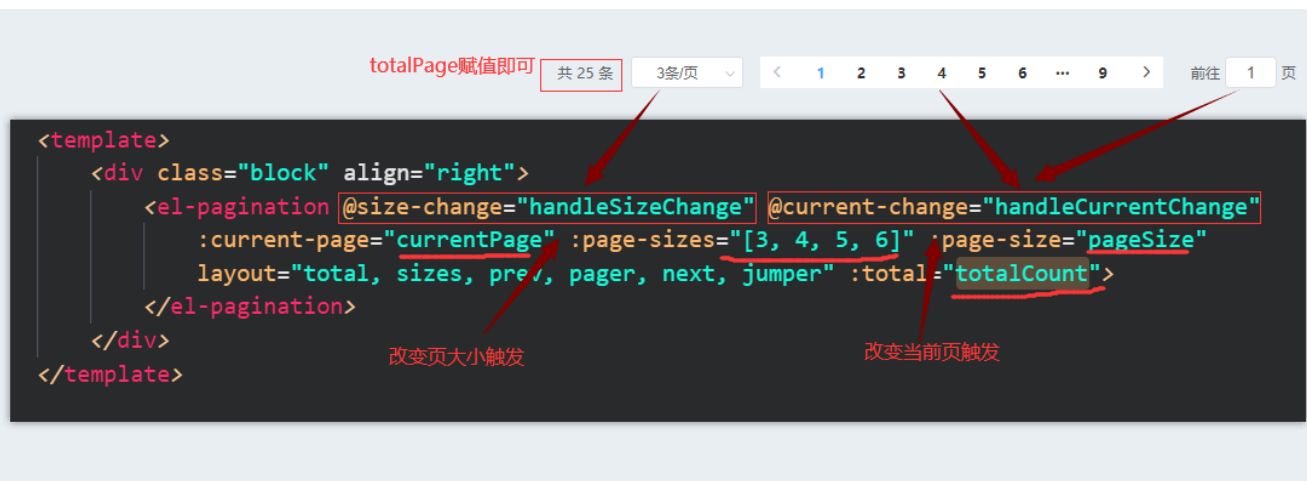 totalPage赋值即可 共 25 条 3条/页 1 2 3 4 5 6 ··· 9 前往 1 页
<template>
<div class="block" align="right">
<el-pagination @size-change="handleSizeChange" @current-change="handleCurrentChange"
:current-page="currentPage" :page-sizes="[3, 4, 5, 6]" :page-size="pageSize"
layout="total, sizes, prev, pager, next, jumper" :total="totalCount">
</el-pagination>
</div>
改变页大小触发 改变当前页触发
</template>